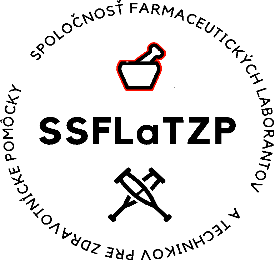 SPOLOČNOSŤ FARMACEUTICKÝCH LABORANTOV
SSFLaTZP
A TECHNIKOV PRE ZDRAVOTNÍCKE POMÔCKY